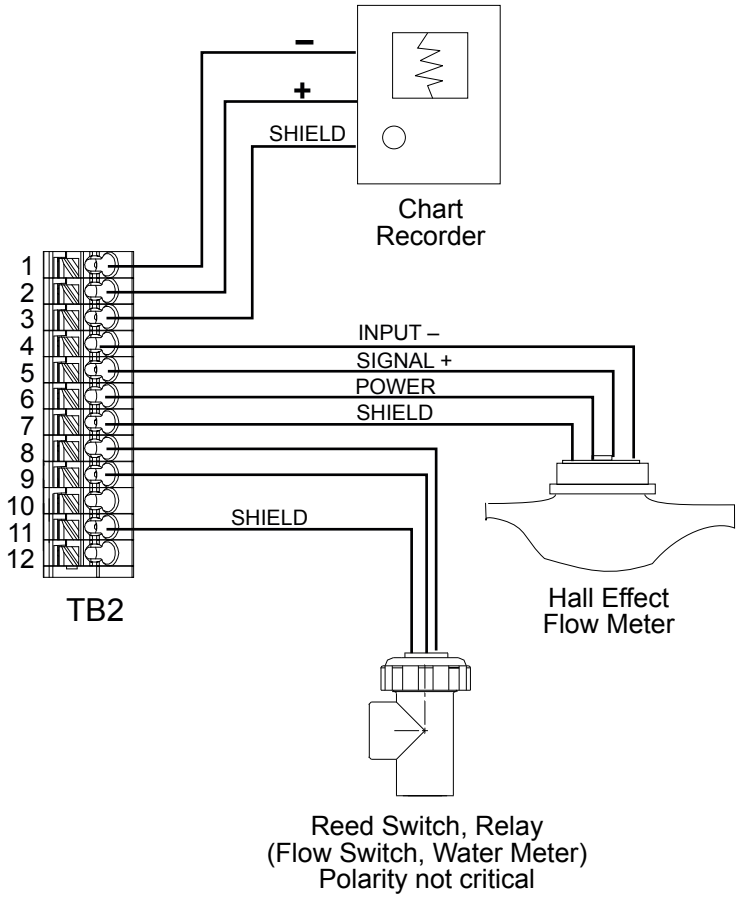 –
+
SHIELD
Chart
Recorder
1
2
3
4
5
6
7
8
9
10
11
12
TB2
INPUT –
SIGNAL +
POWER
SHIELD
SHIELD
Hall Effect
Flow Meter
Reed Switch, Relay
(Flow Switch, Water Meter)
Polarity not critical